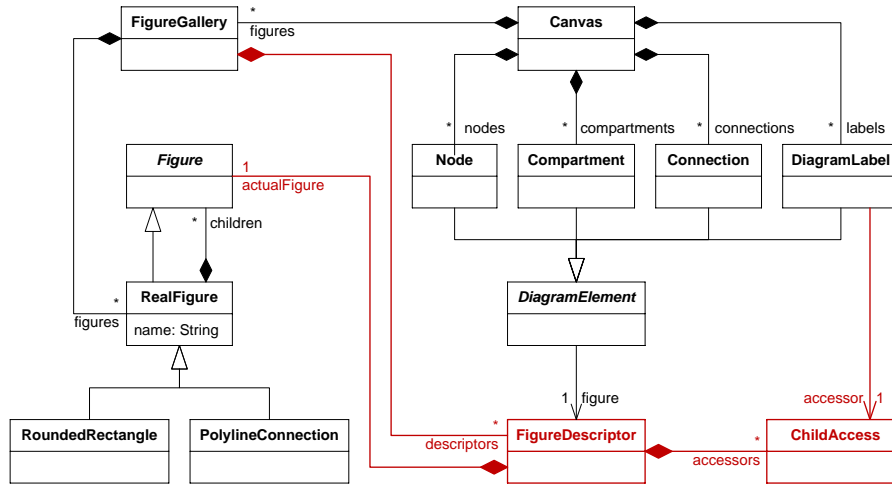 FigureGallery
*
figures
Canvas
* nodes
* compartments
* connections
* labels
Node
Compartment
Connection
DiagramLabel
Figure
1
actualFigure
* children
RealFigure
name: String
*
figures
DiagramElement
RoundedRectangle
PolylineConnection
1 figure
accessor 1
*
descriptors
FigureDescriptor
*
accessors
ChildAccess